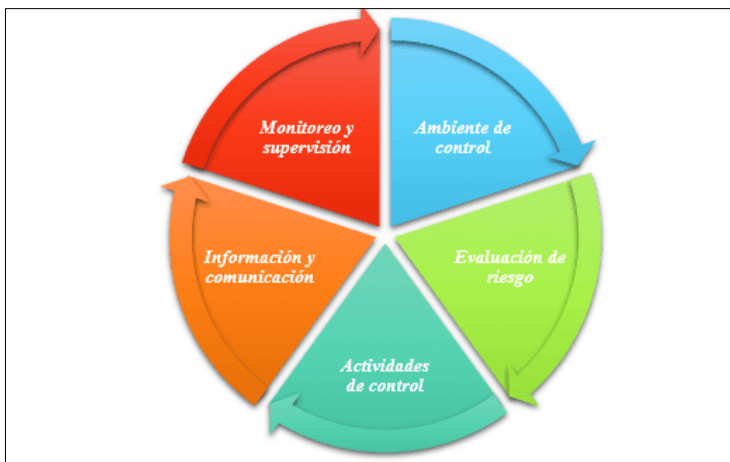 Monitoreo y
supervisión
Ambiente de
control
Información y
comunicación
Evaluación de
riesgo
Actividades
de control